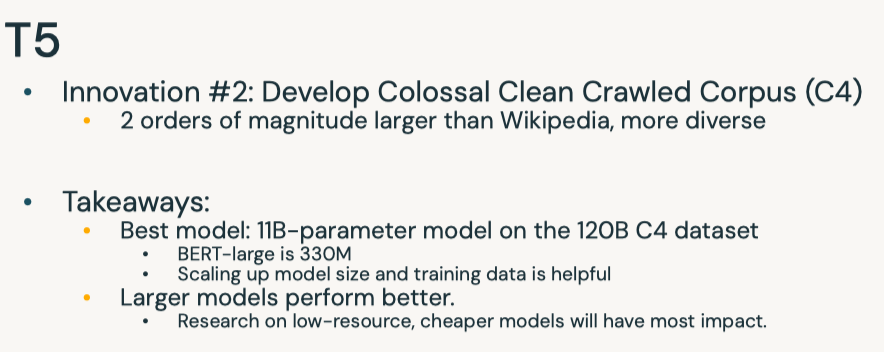 T5
• Innovation #2: Develop Colossal Clean Crawled Corpus (C4)
• 2 orders of magnitude larger than Wikipedia, more diverse
• Takeaways:
• Best model: 11B-parameter model on the 120B C4 dataset
• BERT-large is 330M
• Scaling up model size and training data is helpful
• Larger models perform better.
• Research on low-resource, cheaper models will have most impact.